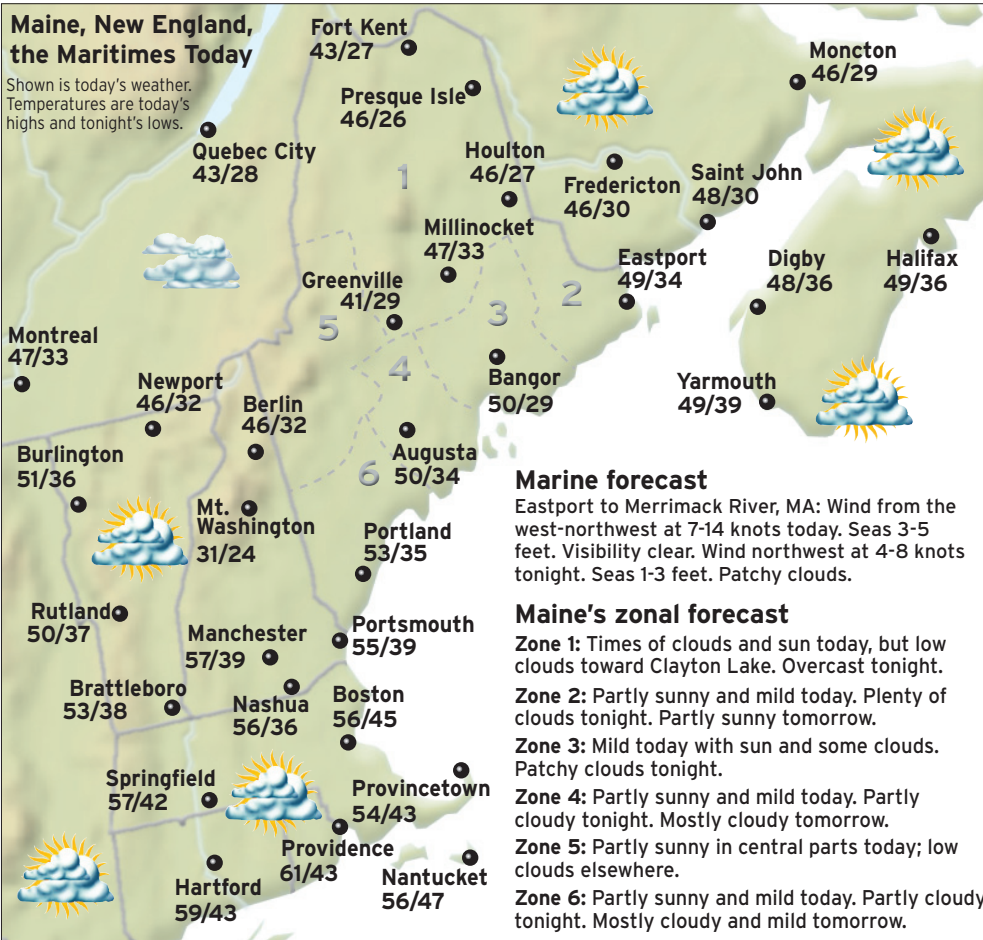 Maine, New England,
the Maritimes Today
Shown is today's weather.
Temperatures are today's
highs and tonight's lows.
Fort Kent
43/27
Moncton
46/29
Presque Isle
46/26
Quebec City
43/28
Houlton
46/27
1
Fredericton
46/30
Saint John
48/30
Millinocket
47/33
Greenville
41/29
Eastport
49/34
Digby
48/36
Halifax
49/36
2
3
5
4
Montreal
47/33
Bangor
50/29
Yarmouth
49/39
Newport
46/32
Berlin
46/32
Burlington
51/36
Augusta
50/34
6
Mt.
Washington
31/24
Portland
53/35
Rutland
50/37
Manchester
57/39
Portsmouth
55/39
Brattleboro
53/38
Nashua
56/36
Boston
56/45
Springfield
57/42
Provincetown
54/43
Providence
61/43
Hartford
59/43
Nantucket
56/47
Marine forecast
Eastport to Merrimack River, MA: Wind from the
west-northwest at 7-14 knots today. Seas 3-5
feet. Visibility clear. Wind northwest at 4-8 knots
tonight. Seas 1-3 feet. Patchy clouds.
Maine's zonal forecast
Zone 1: Times of clouds and sun today, but low
clouds toward Clayton Lake. Overcast tonight.
Zone 2: Partly sunny and mild today. Plenty of
clouds tonight. Partly sunny tomorrow.
Zone 3: Mild today with sun and some clouds.
Patchy clouds tonight.
Zone 4: Partly sunny and mild today. Partly
cloudy tonight. Mostly cloudy tomorrow.
Zone 5: Partly sunny in central parts today; low
clouds elsewhere.
Zone 6: Partly sunny and mild today. Partly cloudy
tonight. Mostly cloudy and mild tomorrow.